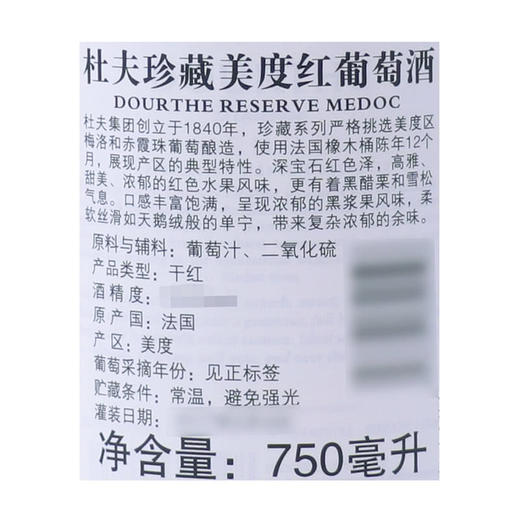 杜夫珍藏美度红葡萄酒
DOURTHE RESERVE MEDOC
杜夫集团创立于1840年，珍藏系列严格挑选美度区
梅洛和赤霞珠葡萄酿造，使用法国橡木桶陈年12个
月，展现产区的典型特性。深宝石红色泽，高雅、
甜美、浓郁的红色水果风味，更有着黑醋栗和雪松
气息。口感丰富饱满，呈现浓郁的黑浆果风味，柔
软丝滑如天鹅绒般的单宁，带来复杂浓郁的余味。
原料与辅料：葡萄汁、二氧化硫
产品类型：干红
酒精度：
原产国：法国
产区：美度
葡萄采摘年份：见正标签
贮藏条件：常温，避免强光
灌装日期：
净含量：750毫升